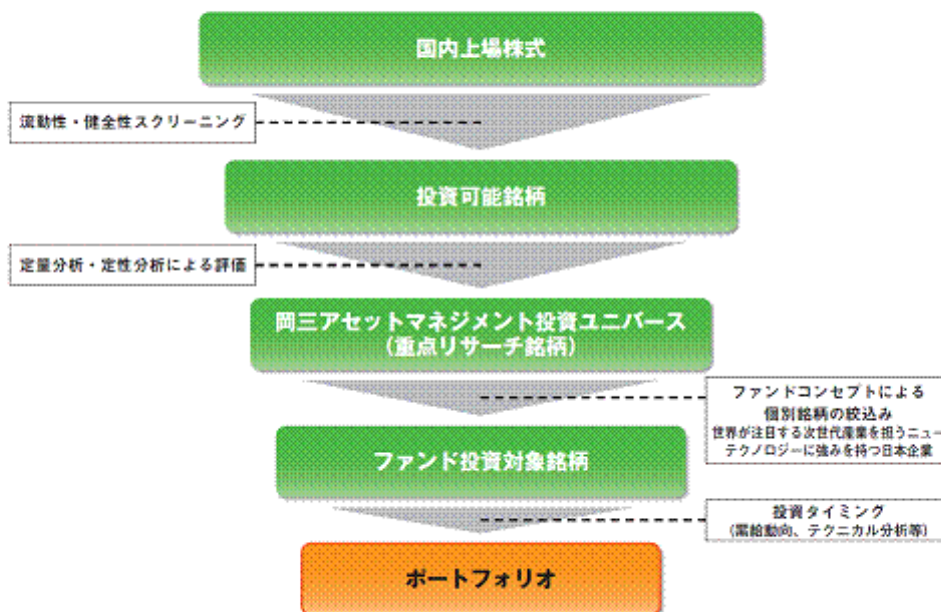 国内上場株式
流動性・健全性スクリーニング
投資可能銘柄
定量分析・定性分析による評価
岡三アセットマネジメント投資ユニバース
（重点リサーチ銘柄）
ファンドコンセプトによる
個別銘柄の絞込み
世界が注目する次世代産業を担うニュー
テクノロジーに強みを持つ日本企業
ファンド投資対象銘柄
投資タイミング
（需給動向、テクニカル分析等）
ポートフォリオ